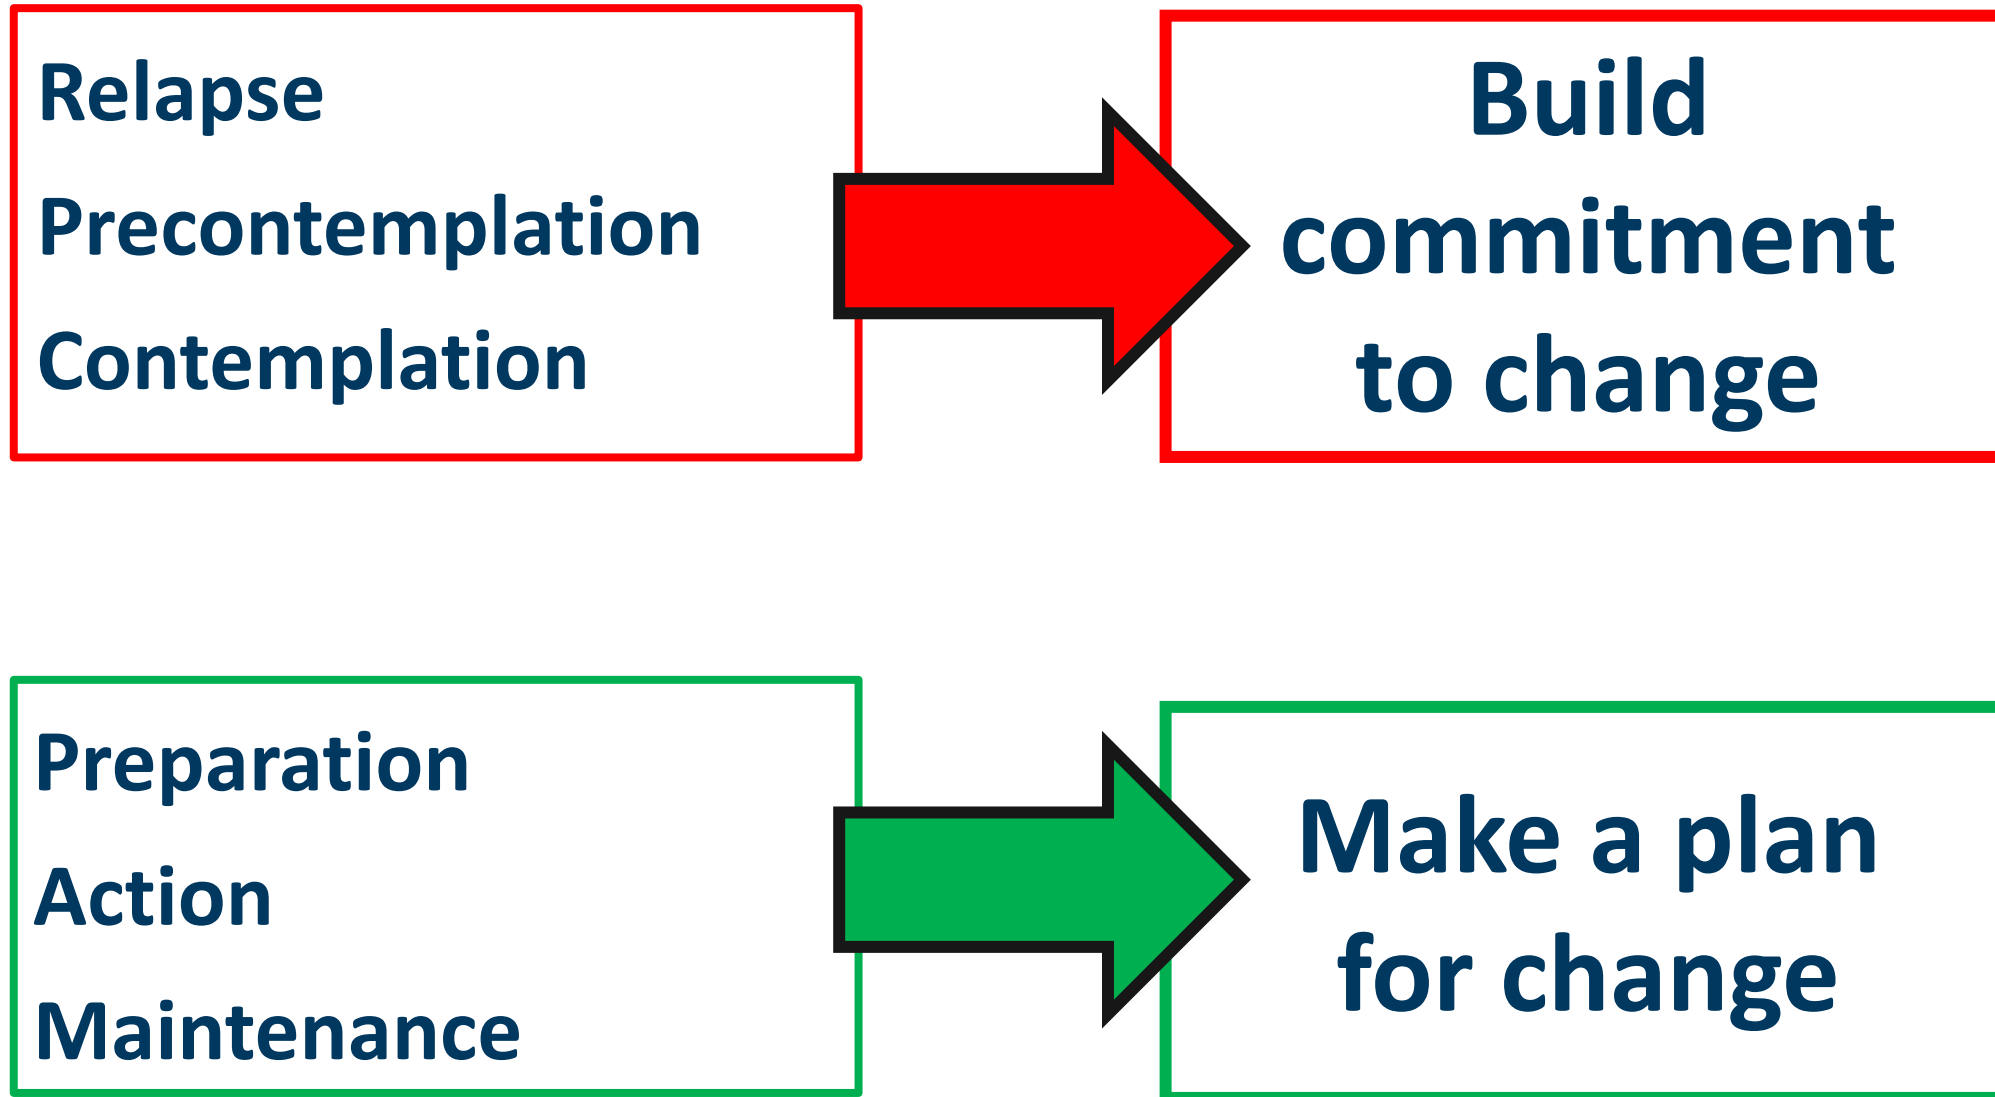 Relapse
Precontemplation
Contemplation
Build
commitment
to change
Preparation
Action
Maintenance
Make a plan
for change